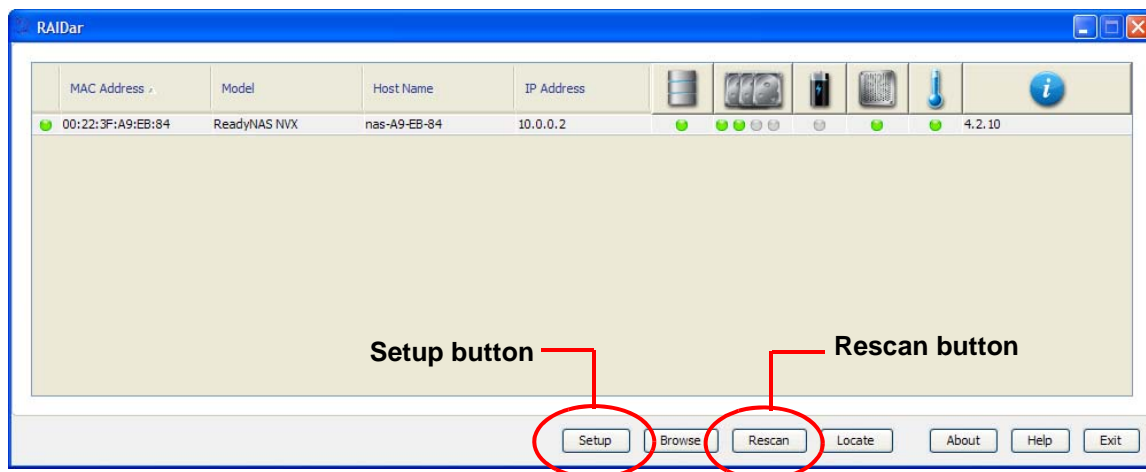 RAIDar
MAC Address Model Host Name IP Address
00:22:3F:A9:EB:84 ReadyNAS NVX nas-A9-EB-84 10.0.0.2 4.2.10
Setup button Rescan button
Setup Browse Rescan Locate About Help Exit